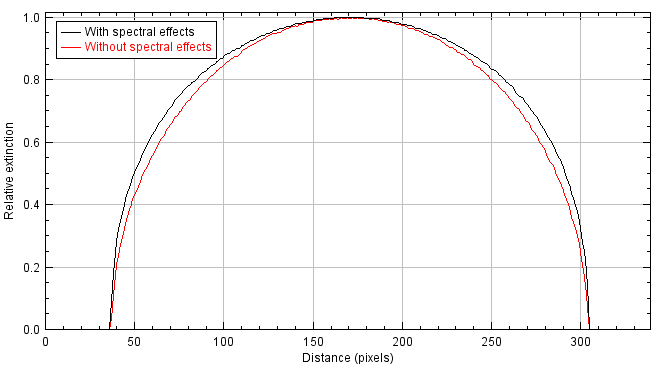 With spectral effects
Without spectral effects
Relative extinction
1.0
0.8
0.6
0.4
0.2
0.0
0 50 100 150 200 250 300
Distance (pixels)